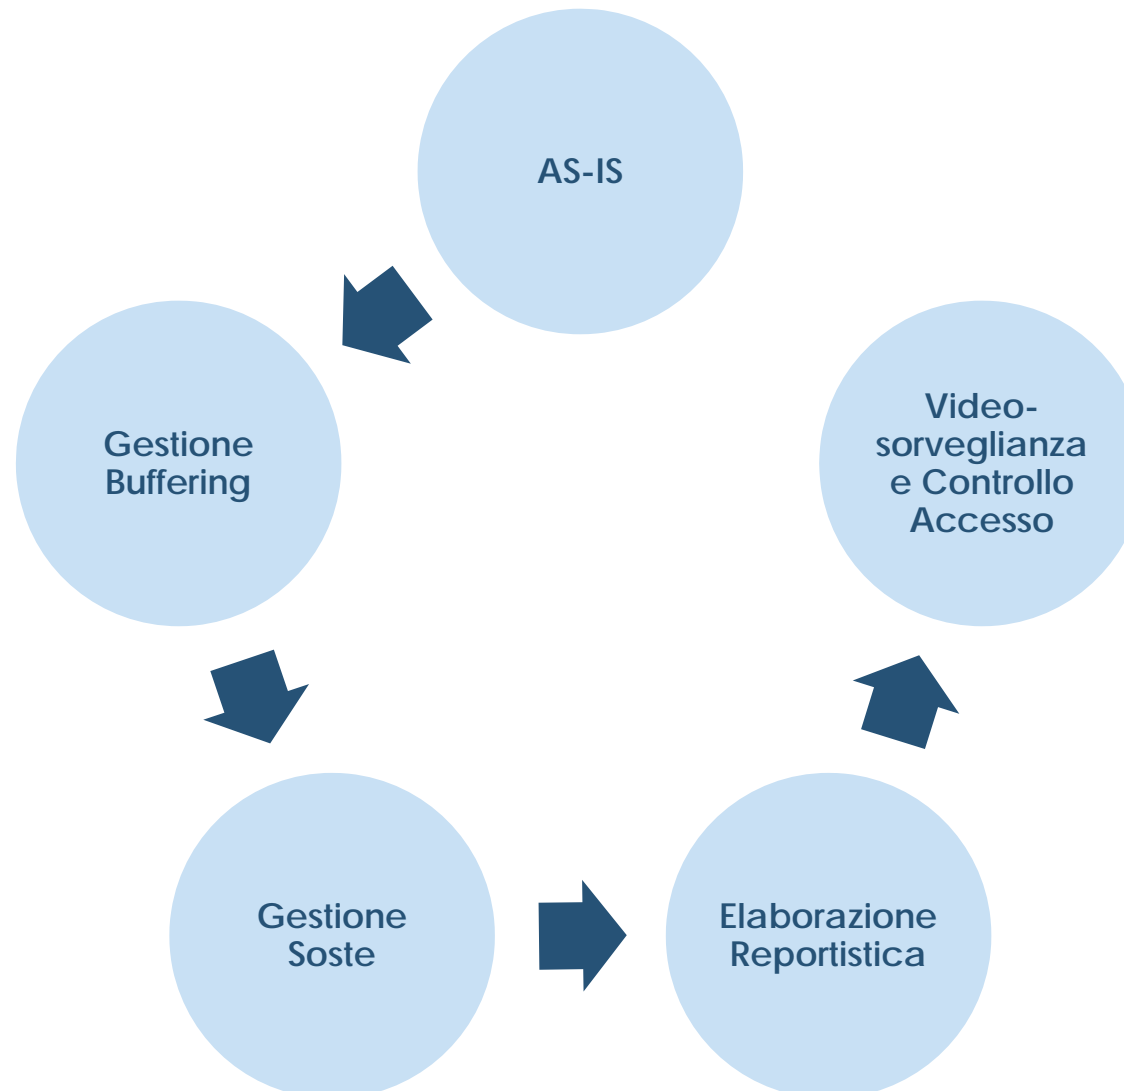 AS-IS
Gestione
Buffering
Gestione
Soste
Elaborazione
Reportistica
Video-
sorveglianza
e Controllo
Accesso